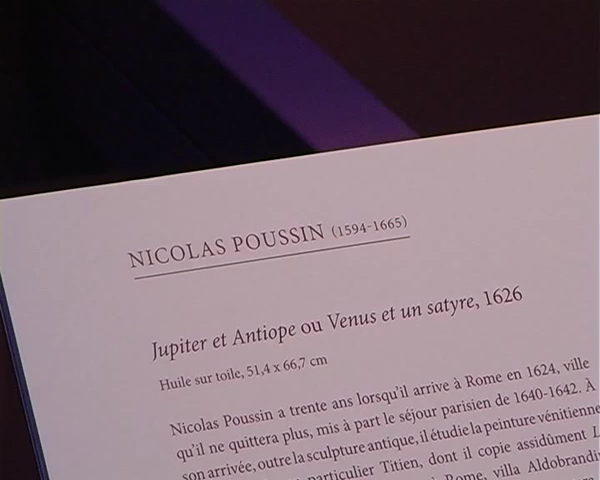 NICOLAS POUSSIN (1594-1665)
Jupiter et Antiope ou Venus et un satyre, 1626
Huile sur toile, 51,4 x 66,7 cm
Nicolas Poussin a trente ans lorsqu'il arrive à Rome en 1624, ville
qu'il ne quittera plus, mis à part le séjour parisien de 1640-1642. À
son arrivée, outre la sculpture antique, il étudie la peinture vénitienne
particulier Titien, dont il copie assidûment
Rome, villa